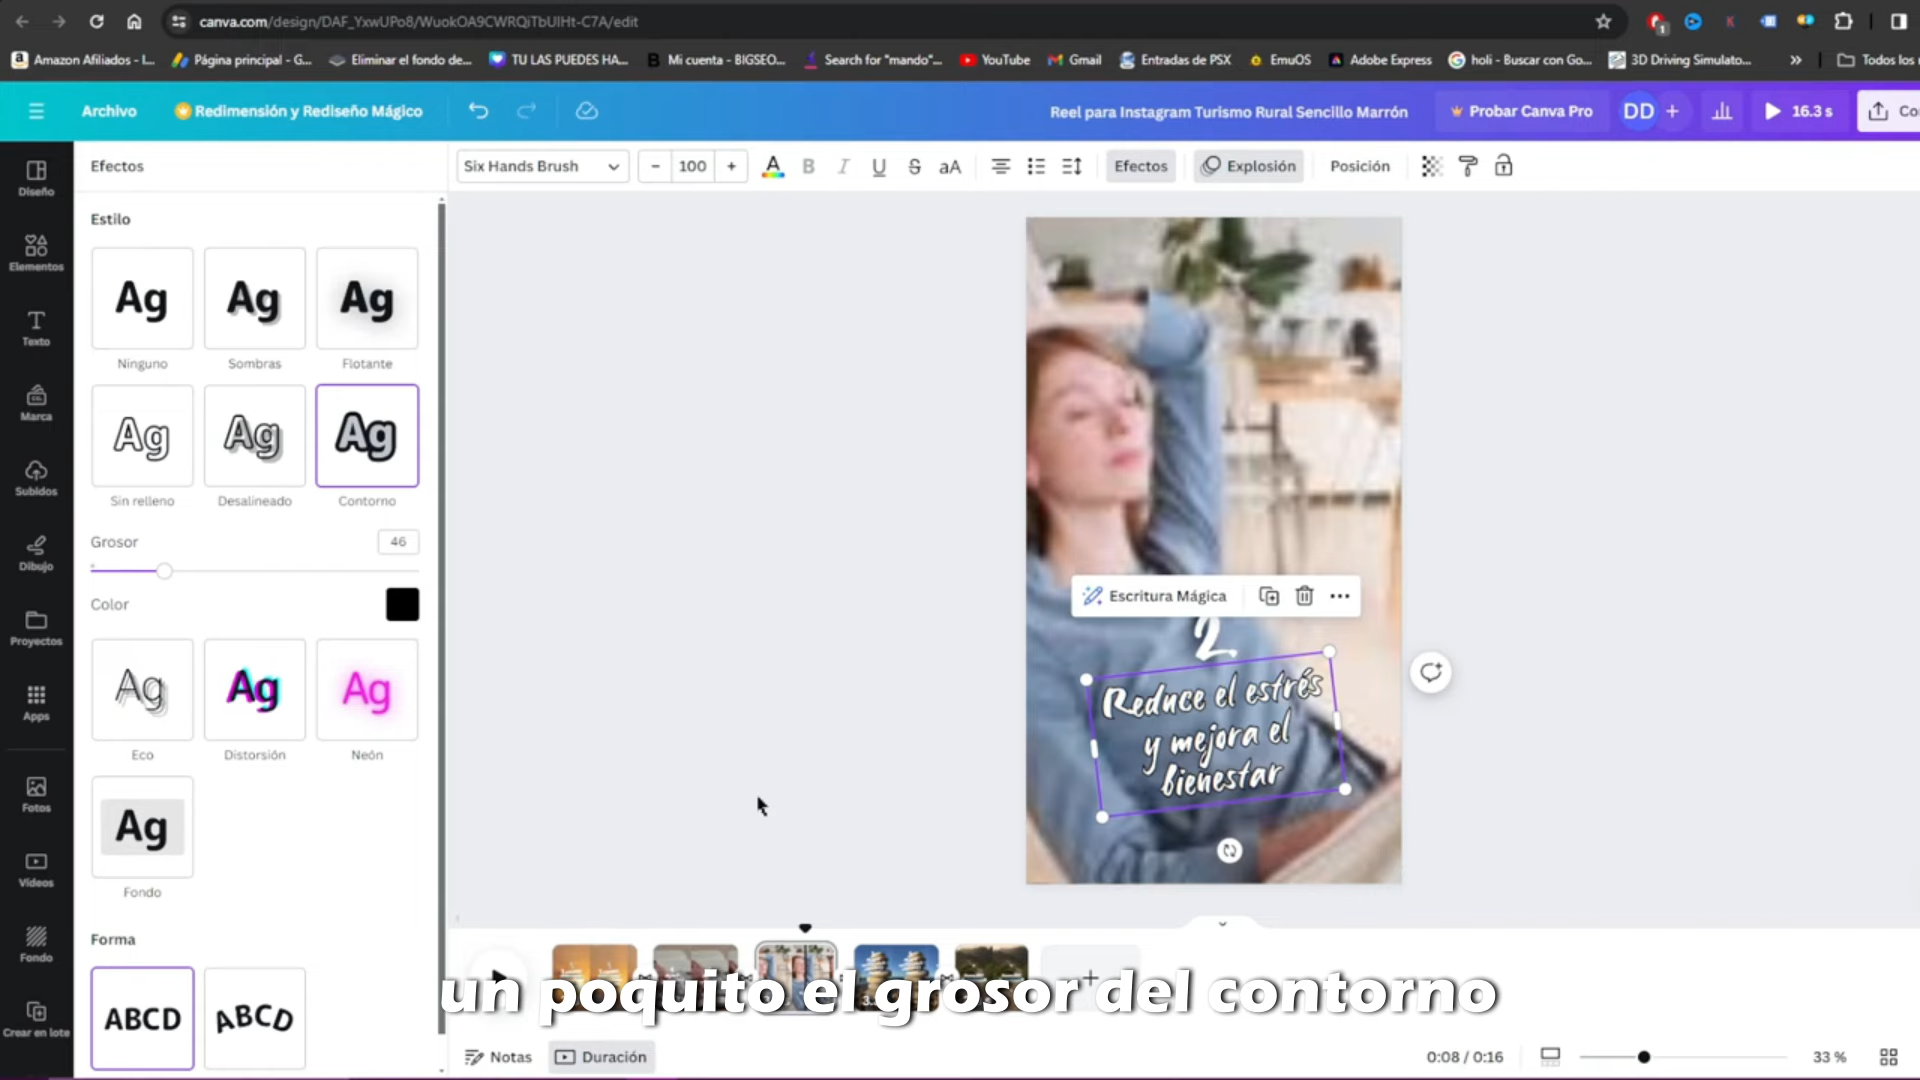 canva.com/design/DAF_YxwUPo8/WuokOA9CWRQiTbUlHt-C7A/edit
Amazon Afiliados - I...
Página principal - G...
Eliminar el fondo de...
TU LAS PUEDES HA...
Mi cuenta - BIGSEO...
Search for "mando"...
YouTube
Gmail
Entradas de PSX
EmuOS
Adobe Express
holi - Buscar con Go...
3D Driving Simulato...
Todos los
Archivo
Redimensión y Rediseño Mágico
Reel para Instagram Turismo Rural Sencillo Marrón
Probar Canva Pro
DD
16.3 s
Co
Efectos
Six Hands Brush
100
A B I U S aA
Efectos
Explosión
Posición
Diseño
Elementos
Texto
Marca
Subidos
Dibujo
Proyectos
Apps
Fotos
Vídeos
Fondo
Crear en lote
Estilo
Ag Ag Ag
Ninguno Sombras Flotante
Ag Ag Ag
Sin relleno Desalineado Contorno
Grosor 46
Color
Ag Ag Ag
Eco Distorsión Neón
Ag
Fondo
Forma
ABCD ABCD
Escritura Mágica
2
Reduce el estrés
y mejora el
bienestar
un poquito el grosor del contorno
Notas
Duración
0:08 / 0:16
33 %